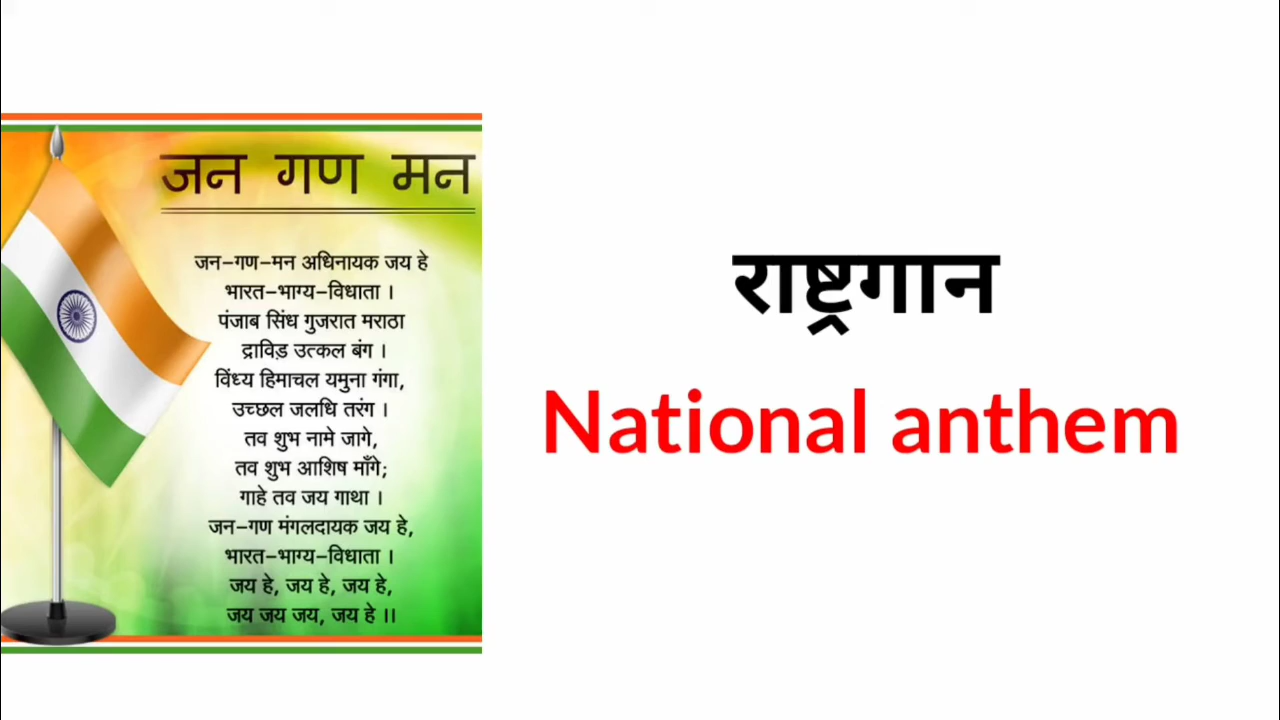 जन गण मन
जन–गण–मन अधिनायक जय हे
भारत–भाग्य–विधाता ।
पंजाब सिंध गुजरात मराठा
द्राविड़ उत्कल बंग ।
विंध्य हिमाचल यमुना गंगा,
उच्छल जलधि तरंग ।
तव शुभ नामे जागे,
तव शुभ आशिष माँगे;
गाहे तव जय गाथा ।
जन–गण मंगलदायक जय हे,
भारत–भाग्य–विधाता ।
जय हे, जय हे, जय हे,
जय जय जय, जय हे ।।
राष्ट्रगान
National anthem